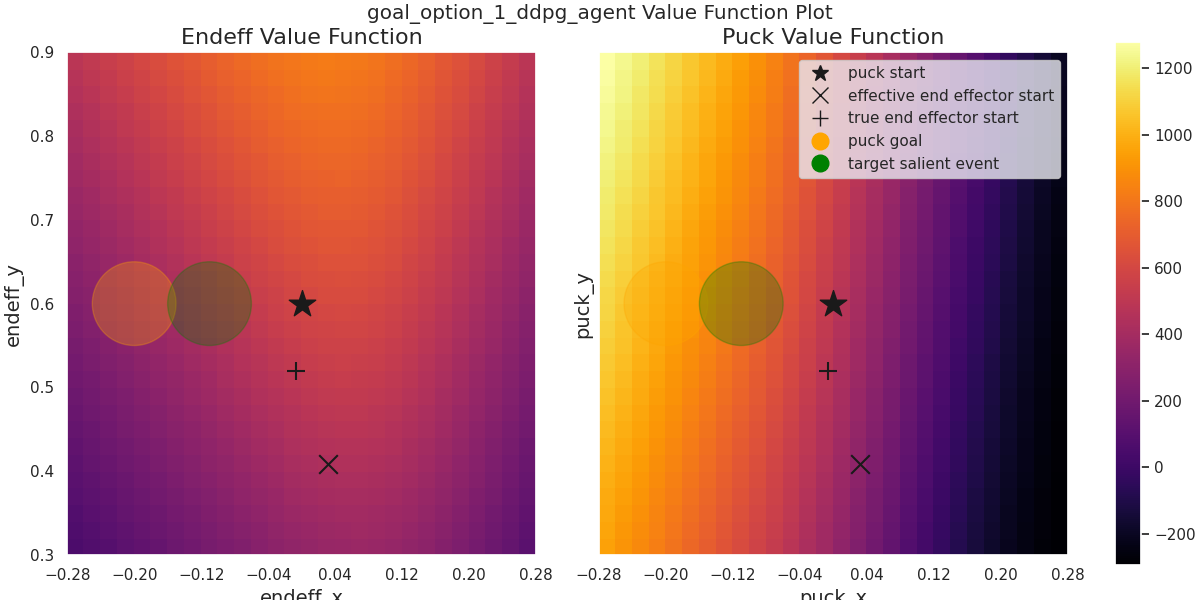 goal_option_1_ddpg_agent Value Function Plot
Endeff Value Function
Puck Value Function
0.9
0.8
0.7
0.6
0.5
0.4
0.3
endeff_y
−0.28 −0.20 −0.12 −0.04 0.04 0.12 0.20 0.28
endeff_x
puck_y
puck start
effective end effector start
true end effector start
puck goal
target salient event
−0.28 −0.20 −0.12 −0.04 0.04 0.12 0.20 0.28
puck_x
1200
1000
800
600
400
200
0
−200